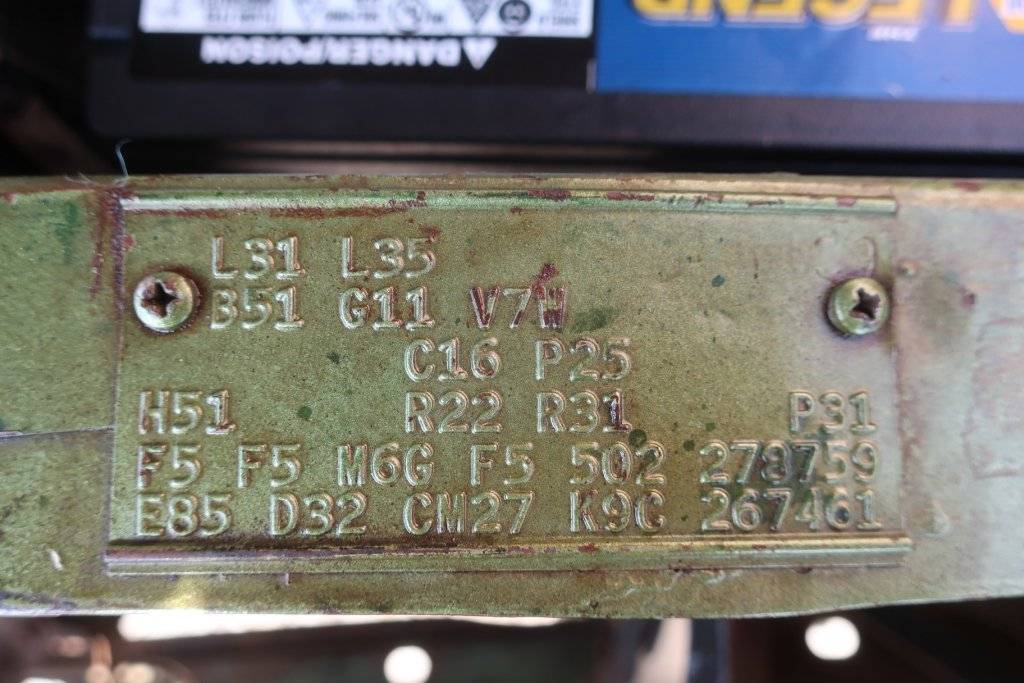 DANGER/POISON
LEGEND
L31 L35
B51 G11 V7W
C16 P25
H51 R22 R31 P31
F5 F5 M6G F5 502 278759
E85 D32 CM27 K9C 267461